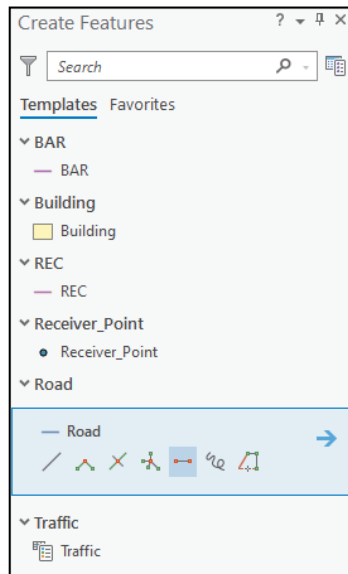 Create Features
Search
Templates Favorites
BAR
BAR
Building
Building
REC
REC
Receiver_Point
Receiver_Point
Road
Road
Traffic
Traffic